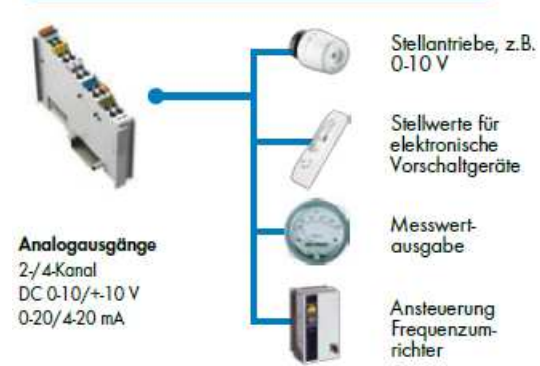 Stellantriebe, z.B.
0-10 V
Stellwerte für
elektronische
Vorschaltgeräte
Messwert-
ausgabe
Ansteuerung
Frequenzum-
richter
Analogausgänge
2-/4-Kanal
DC 0-10/+-10 V
0-20/4-20 mA